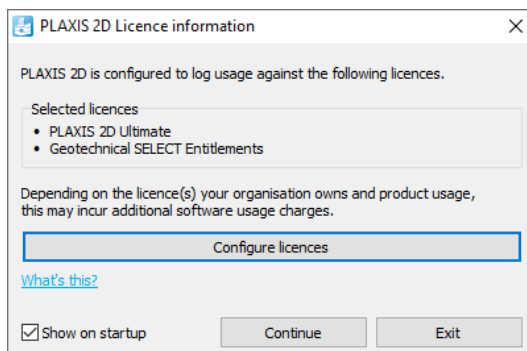 PLAXIS 2D Licence information
PLAXIS 2D is configured to log usage against the following licences.
Selected licences
• PLAXIS 2D Ultimate
• Geotechnical SELECT Entitlements
Depending on the licence(s) your organisation owns and product usage,
this may incur additional software usage charges.
Configure licences
What's this?
Show on startup
Continue
Exit